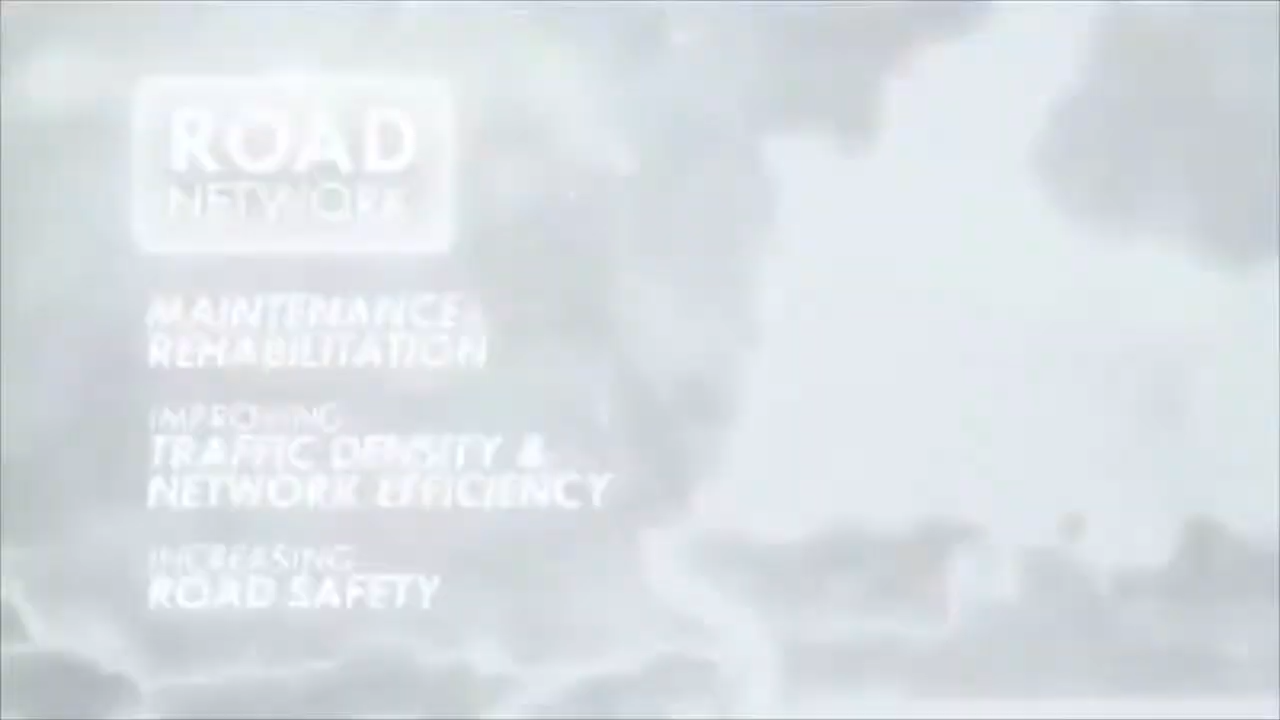 ROAD
NETWORK
MAINTENANCE
REHABILITATION
IMPROVING
TRAFFIC DENSITY &
NETWORK EFFICIENCY
INCREASING
ROAD SAFETY